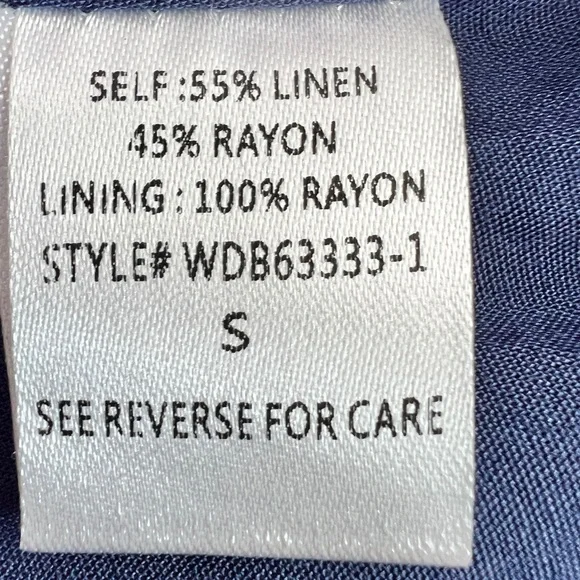 SELF:55% LINEN
45% RAYON
LINING: 100% RAYON
STYLE# WDB63333-1
S
SEE REVERSE FOR CARE